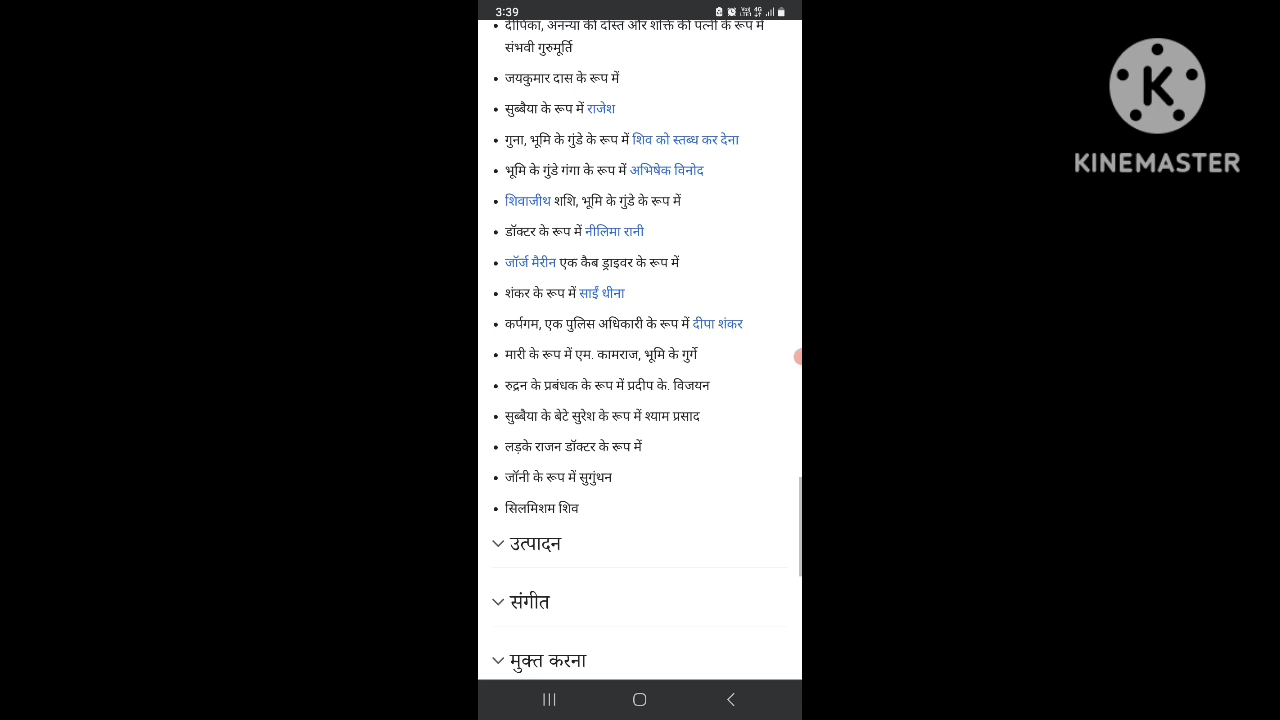 3:39
दीपिका, अनन्या की दोस्त और शक्ति की पत्नी के रूप में
संभवी गुरुमूर्ति
जयकुमार दास के रूप में
सुब्बैया के रूप में राजेश
गुना, भूमि के गुंडे के रूप में शिव को स्तब्ध कर देना
भूमि के गुंडे गंगा के रूप में अभिषेक विनोद
शिवाजीथ शशि, भूमि के गुंडे के रूप में
डॉक्टर के रूप में नीलिमा रानी
जॉर्ज मैरीन एक कैब ड्राइवर के रूप में
शंकर के रूप में साईं धीना
कर्पगम, एक पुलिस अधिकारी के रूप में दीपा शंकर
मारी के रूप में एम. कामराज, भूमि के गुर्गे
रुद्रन के प्रबंधक के रूप में प्रदीप के. विजयन
सुब्बैया के बेटे सुरेश के रूप में श्याम प्रसाद
लड़के राजन डॉक्टर के रूप में
जॉनी के रूप में सुगुंथन
सिलमिशम शिव
उत्पादन
संगीत
मुक्त करना
K
KINEMASTER